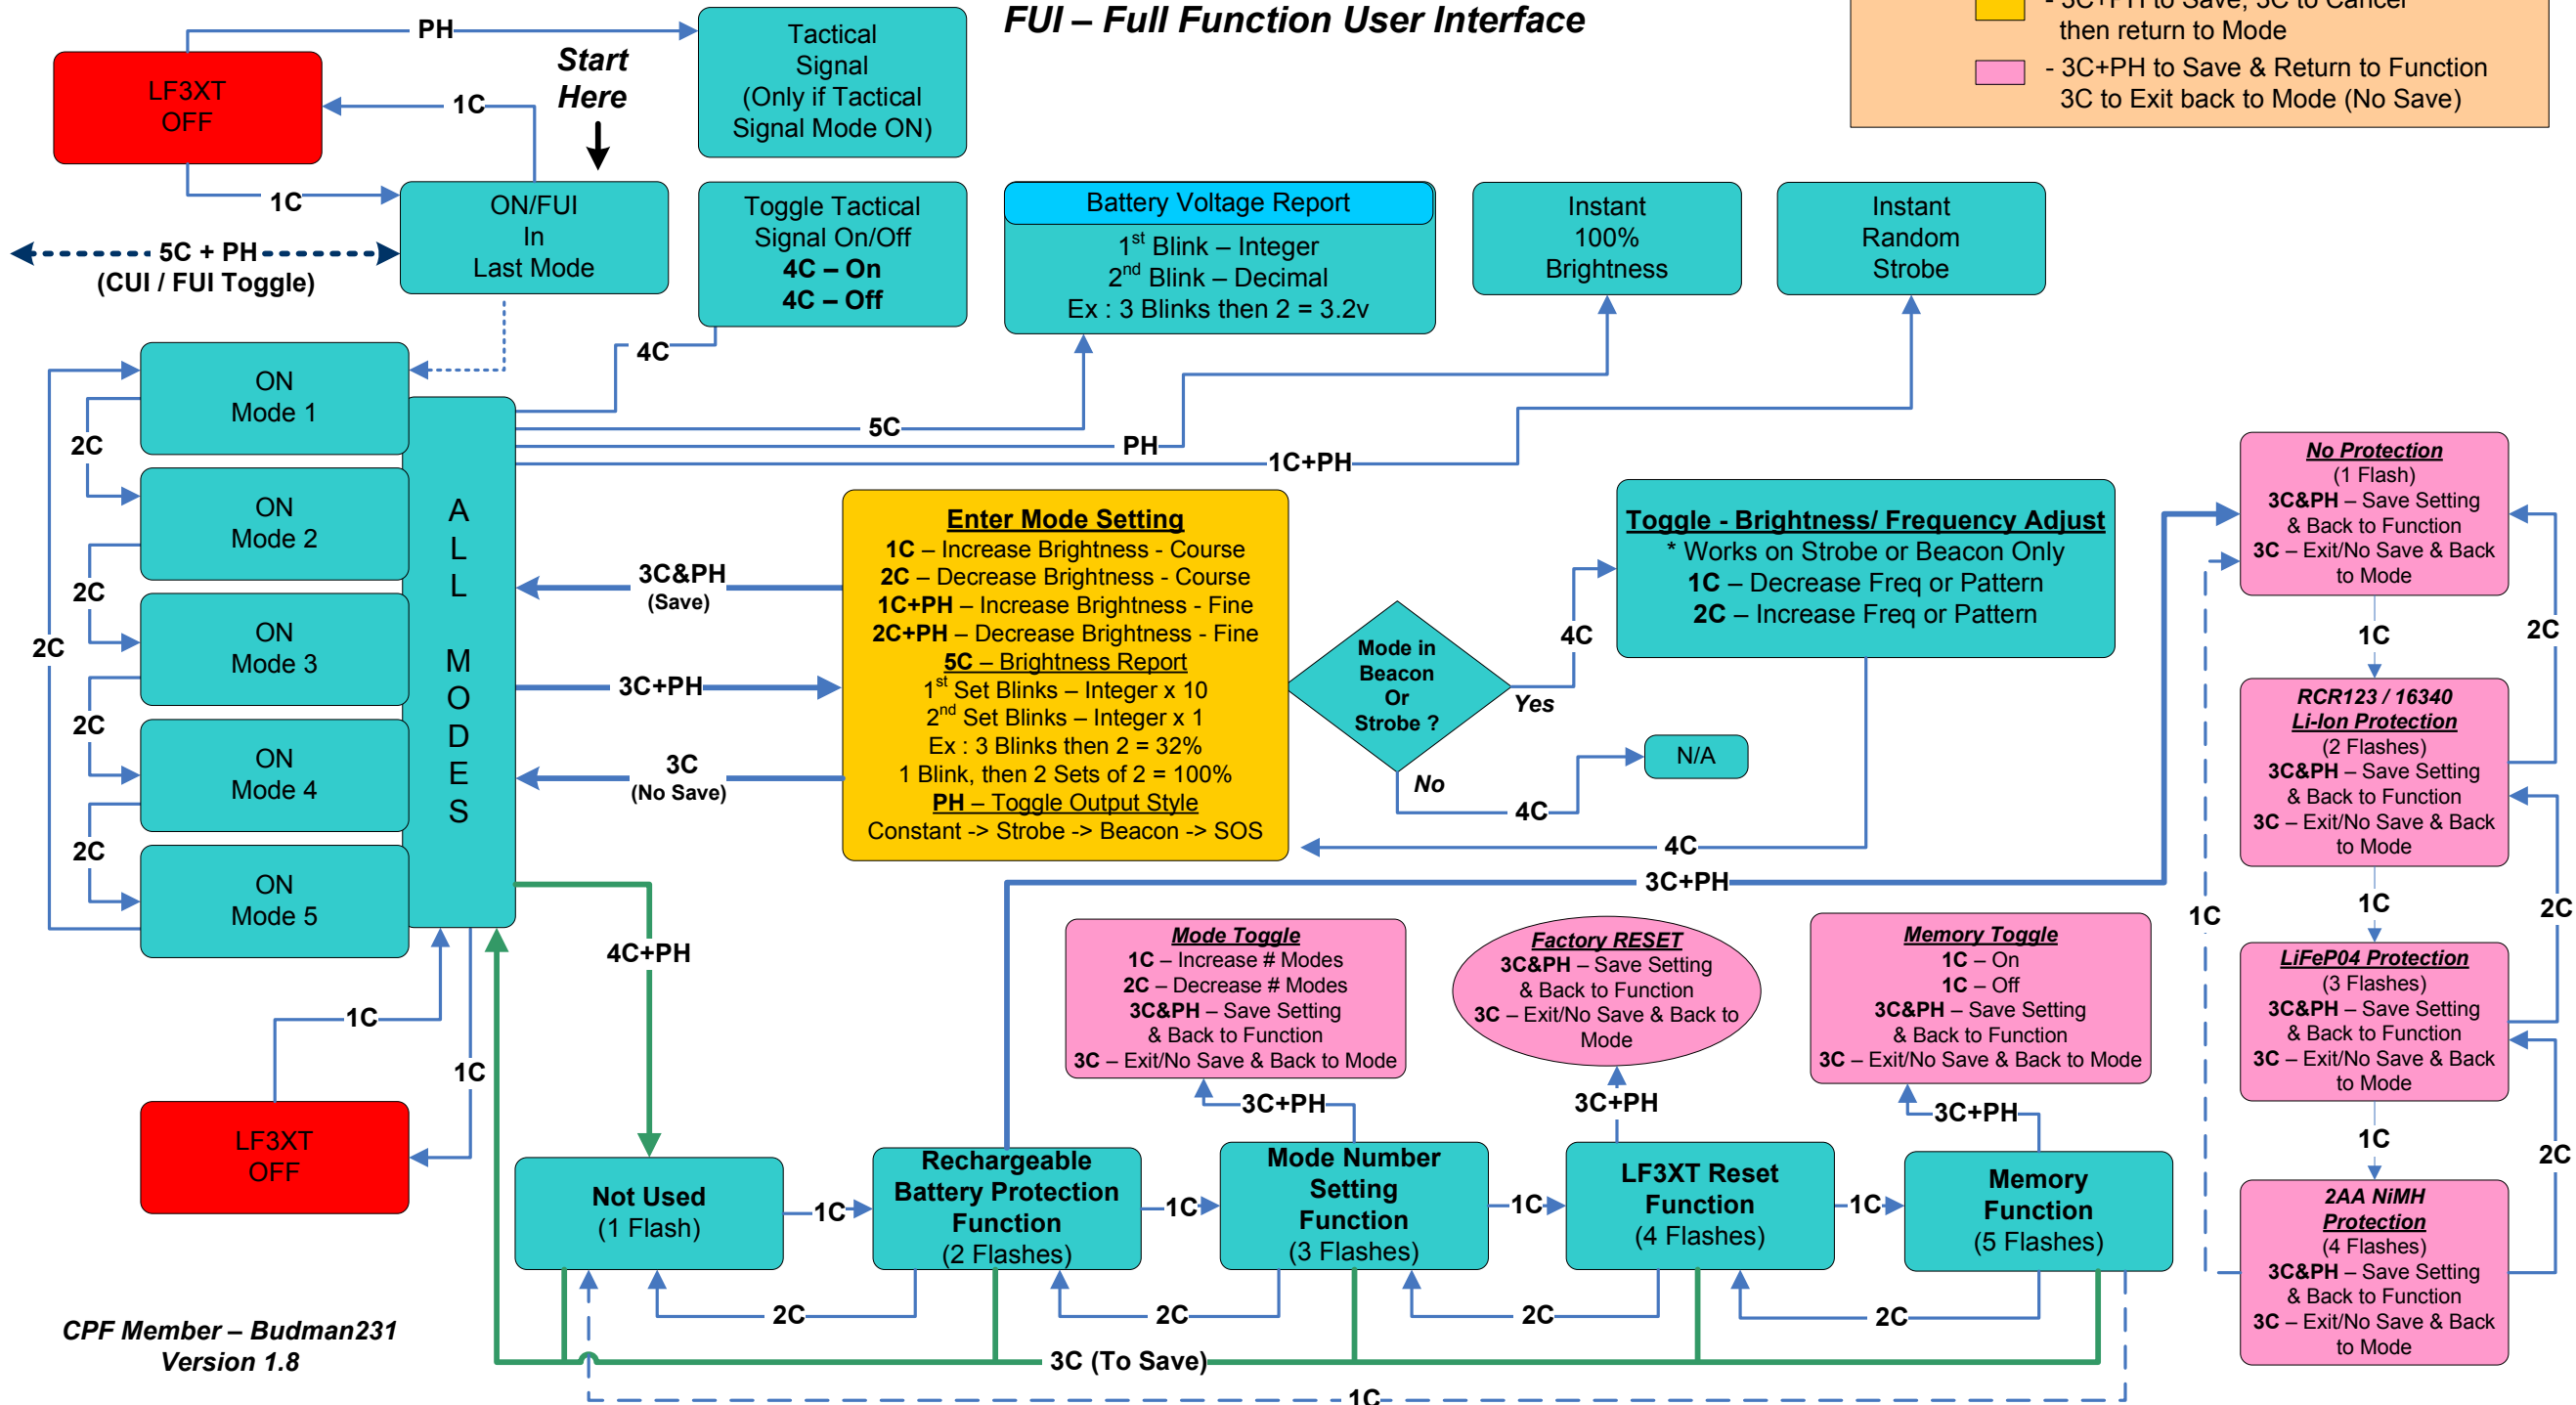 FUI – Full Function User Interface
- 3C+PH to Save, 3C to Cancel
then return to Mode
- 3C+PH to Save & Return to Function
3C to Exit back to Mode (No Save)
PH
Tactical
Signal
(Only if Tactical
Signal Mode ON)
Start
Here
LF3XT
OFF
1C
1C
ON/FUI
In
Last Mode
5C + PH
(CUI / FUI Toggle)
Toggle Tactical
Signal On/Off
4C – On
4C – Off
Battery Voltage Report
1st Blink – Integer
2nd Blink – Decimal
Ex : 3 Blinks then 2 = 3.2v
Instant
100%
Brightness
Instant
Random
Strobe
4C
5C
PH
1C+PH
ON
Mode 1
2C
ON
Mode 2
2C
ON
Mode 3
2C
2C
ON
Mode 4
2C
ON
Mode 5
A
L
L
M
O
D
E
S
3C&PH
(Save)
3C+PH
3C
(No Save)
Enter Mode Setting
1C – Increase Brightness - Course
2C – Decrease Brightness - Course
1C+PH – Increase Brightness - Fine
2C+PH – Decrease Brightness - Fine
5C – Brightness Report
1st Set Blinks – Integer x 10
2nd Set Blinks – Integer x 1
Ex : 3 Blinks then 2 = 32%
1 Blink, then 2 Sets of 2 = 100%
PH – Toggle Output Style
Constant -> Strobe -> Beacon -> SOS
Mode in
Beacon
Or
Strobe ?
Yes
No
4C
4C
N/A
Toggle - Brightness/ Frequency Adjust
* Works on Strobe or Beacon Only
1C – Decrease Freq or Pattern
2C – Increase Freq or Pattern
4C
3C+PH
No Protection
(1 Flash)
3C&PH – Save Setting
& Back to Function
3C – Exit/No Save & Back
to Mode
1C
2C
RCR123 / 16340
Li-Ion Protection
(2 Flashes)
3C&PH – Save Setting
& Back to Function
3C – Exit/No Save & Back
to Mode
1C
2C
1C
LiFeP04 Protection
(3 Flashes)
3C&PH – Save Setting
& Back to Function
3C – Exit/No Save & Back
to Mode
1C
2C
2AA NiMH
Protection
(4 Flashes)
3C&PH – Save Setting
& Back to Function
3C – Exit/No Save & Back
to Mode
4C+PH
1C
1C
LF3XT
OFF
Mode Toggle
1C – Increase # Modes
2C – Decrease # Modes
3C&PH – Save Setting
& Back to Function
3C – Exit/No Save & Back to Mode
Factory RESET
3C&PH – Save Setting
& Back to Function
3C – Exit/No Save & Back to
Mode
Memory Toggle
1C – On
1C – Off
3C&PH – Save Setting
& Back to Function
3C – Exit/No Save & Back to Mode
3C+PH
3C+PH
3C+PH
Not Used
(1 Flash)
1C
Rechargeable
Battery Protection
Function
(2 Flashes)
1C
Mode Number
Setting
Function
(3 Flashes)
1C
LF3XT Reset
Function
(4 Flashes)
1C
Memory
Function
(5 Flashes)
2C
2C
2C
2C
3C (To Save)
1C
CPF Member – Budman231
Version 1.8